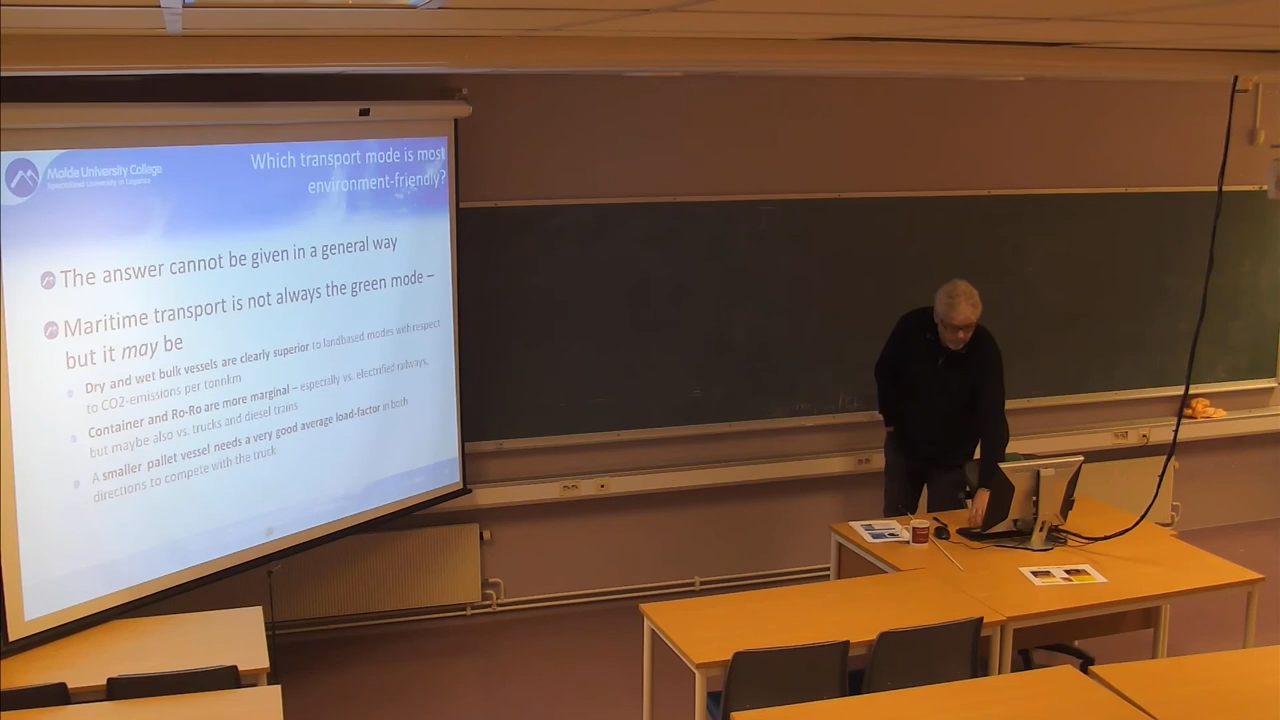 Molde University College
Specialized University in Logistics
Which transport mode is most
environment-friendly?
The answer cannot be given in a general way
Maritime transport is not always the green mode –
but it may be
Dry and wet bulk vessels are clearly superior to landbased modes with respect
to CO2-emissions per tonnkm
Container and Ro-Ro are more marginal – especially vs. electrified railways,
but maybe also vs. trucks and diesel trains
A smaller pallet vessel needs a very good average load-factor in both
directions to compete with the truck